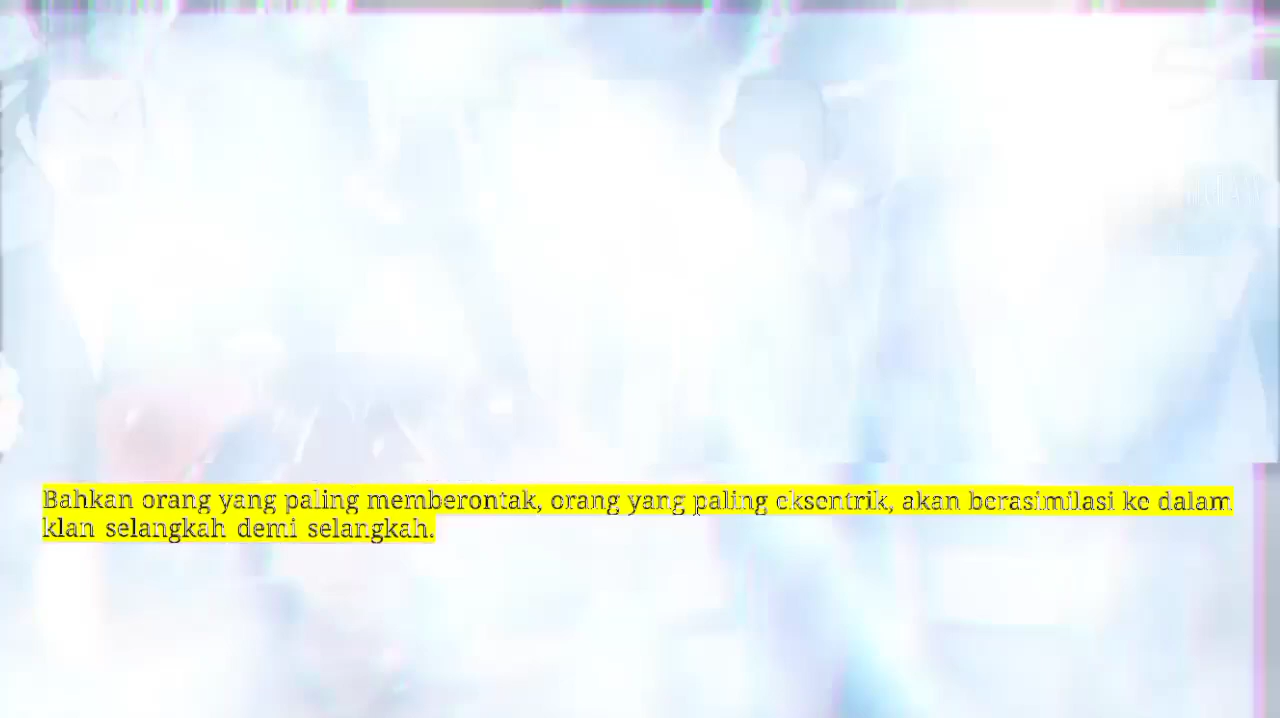 Bahkan orang yang paling memberontak, orang yang paling eksentrik, akan berasimilasi ke dalam
klan selangkah demi selangkah.